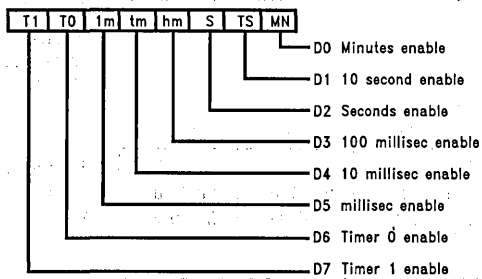 T1 T0 1m tm hm S TS MN
D0 Minutes enable
D1 10 second enable
D2 Seconds enable
D3 100 millisec enable
D4 10 millisec enable
D5 millisec enable
D6 Timer 0 enable
D7 Timer 1 enable